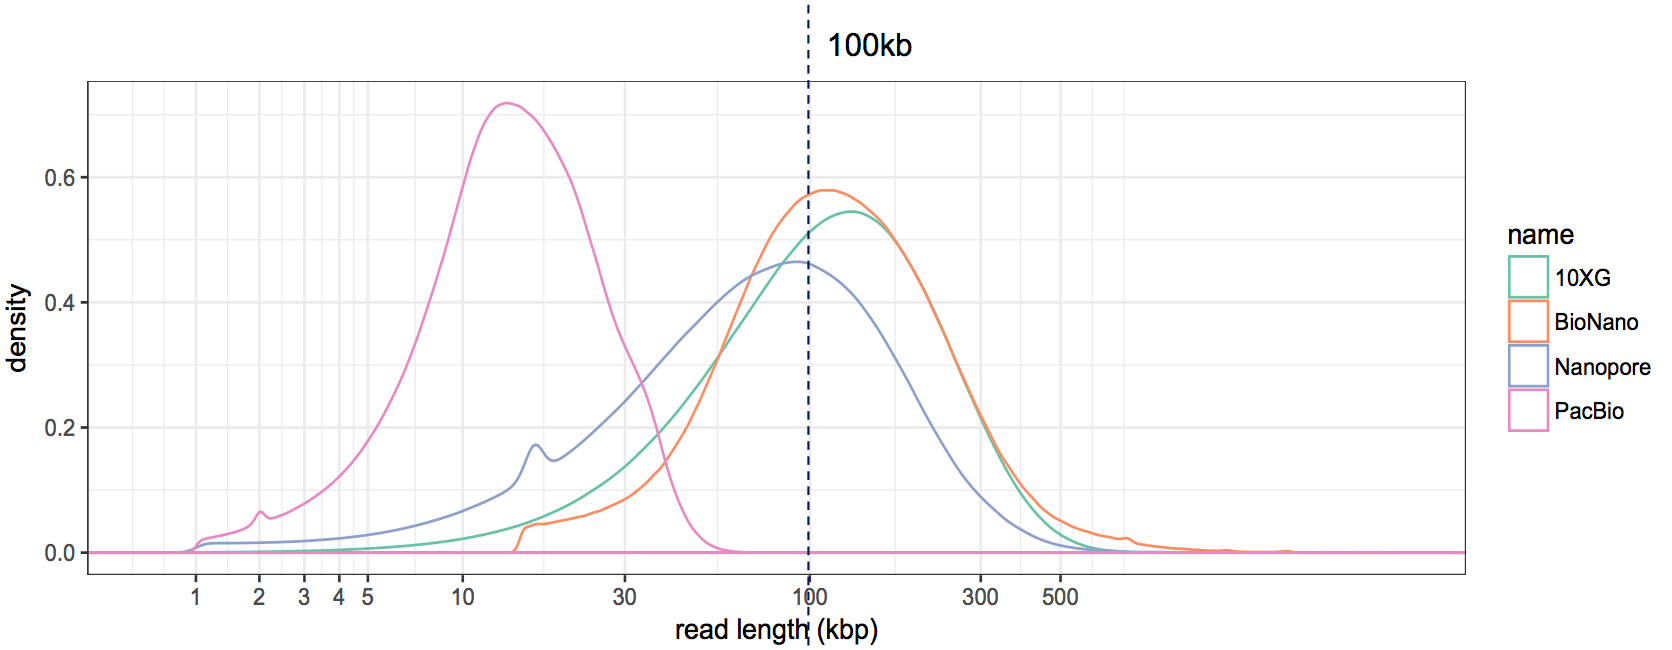 100kb
density
0.6
0.4
0.2
0.0
1 2 3 4 5 10 30 100 300 500
read length (kbp)
name
10XG
BioNano
Nanopore
PacBio